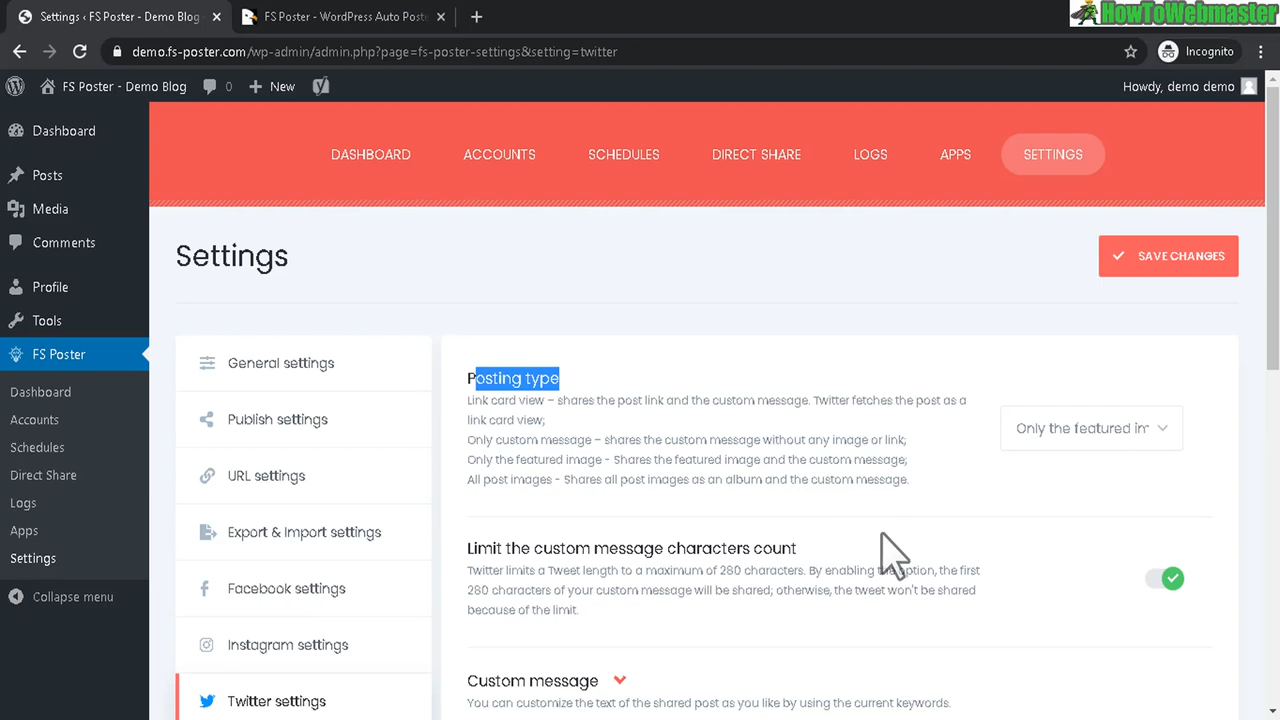 Settings ‹ FS Poster - Demo Blog
FS Poster - WordPress Auto Poste
HowToWebmaster
demo.fs-poster.com/wp-admin/admin.php?page=fs-poster-settings&setting=twitter
Incognito
FS Poster - Demo Blog
0
New
Howdy, demo demo
Dashboard
Posts
Media
Comments
Profile
Tools
FS Poster
Dashboard
Accounts
Schedules
Direct Share
Logs
Apps
Settings
Collapse menu
DASHBOARD
ACCOUNTS
SCHEDULES
DIRECT SHARE
LOGS
APPS
SETTINGS
Settings
SAVE CHANGES
General settings
Publish settings
URL settings
Export & Import settings
Facebook settings
Instagram settings
Twitter settings
Posting type
Link card view – shares the post link and the custom message. Twitter fetches the post as a
link card view;
Only custom message – shares the custom message without any image or link;
Only the featured image - Shares the featured image and the custom message;
All post images - Shares all post images as an album and the custom message.
Only the featured im
Limit the custom message characters count
Twitter limits a Tweet length to a maximum of 280 characters. By enabling the option, the first
280 characters of your custom message will be shared; otherwise, the tweet won't be shared
because of the limit.
Custom message
You can customize the text of the shared post as you like by using the current keywords.